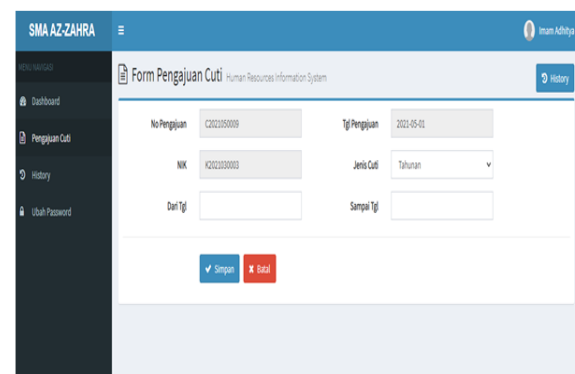 SMA AZ-ZAHRA
Imam Adhitya
MENU NAVIGASI
Form Pengajuan Cuti Human Resources Information System
History
Dashboard
Pengajuan Cuti
History
Ubah Password
No Pengajuan C2021050009 Tgl Pengajuan 2021-05-01
NIK K2021030003 Jenis Cuti Tahunan
Dari Tgl Sampai Tgl
Simpan Batal